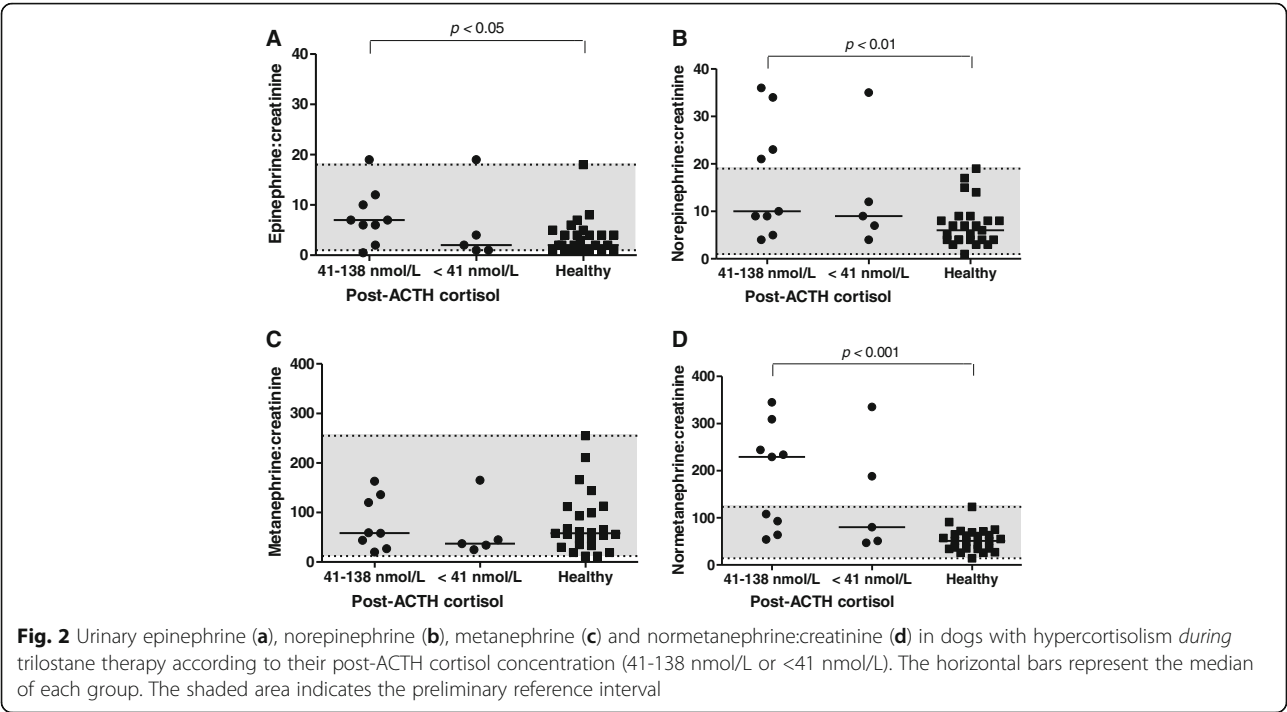 A
p < 0.05
Epinephrine:creatinine
40
30
20
10
0
41-138 nmol/L < 41 nmol/L Healthy
Post-ACTH cortisol
B
p < 0.01
Norepinephrine:creatinine
40
30
20
10
0
41-138 nmol/L < 41 nmol/L Healthy
Post-ACTH cortisol
C
Metanephrine:creatinine
400
300
200
100
0
41-138 nmol/L < 41 nmol/L Healthy
Post-ACTH cortisol
D
p < 0.001
Normetanephrine:creatinine
400
300
200
100
0
41-138 nmol/L < 41 nmol/L Healthy
Post-ACTH cortisol
Fig. 2 Urinary epinephrine (a), norepinephrine (b), metanephrine (c) and normetanephrine:creatinine (d) in dogs with hypercortisolism during
trilostane therapy according to their post-ACTH cortisol concentration (41-138 nmol/L or <41 nmol/L). The horizontal bars represent the median
of each group. The shaded area indicates the preliminary reference interval